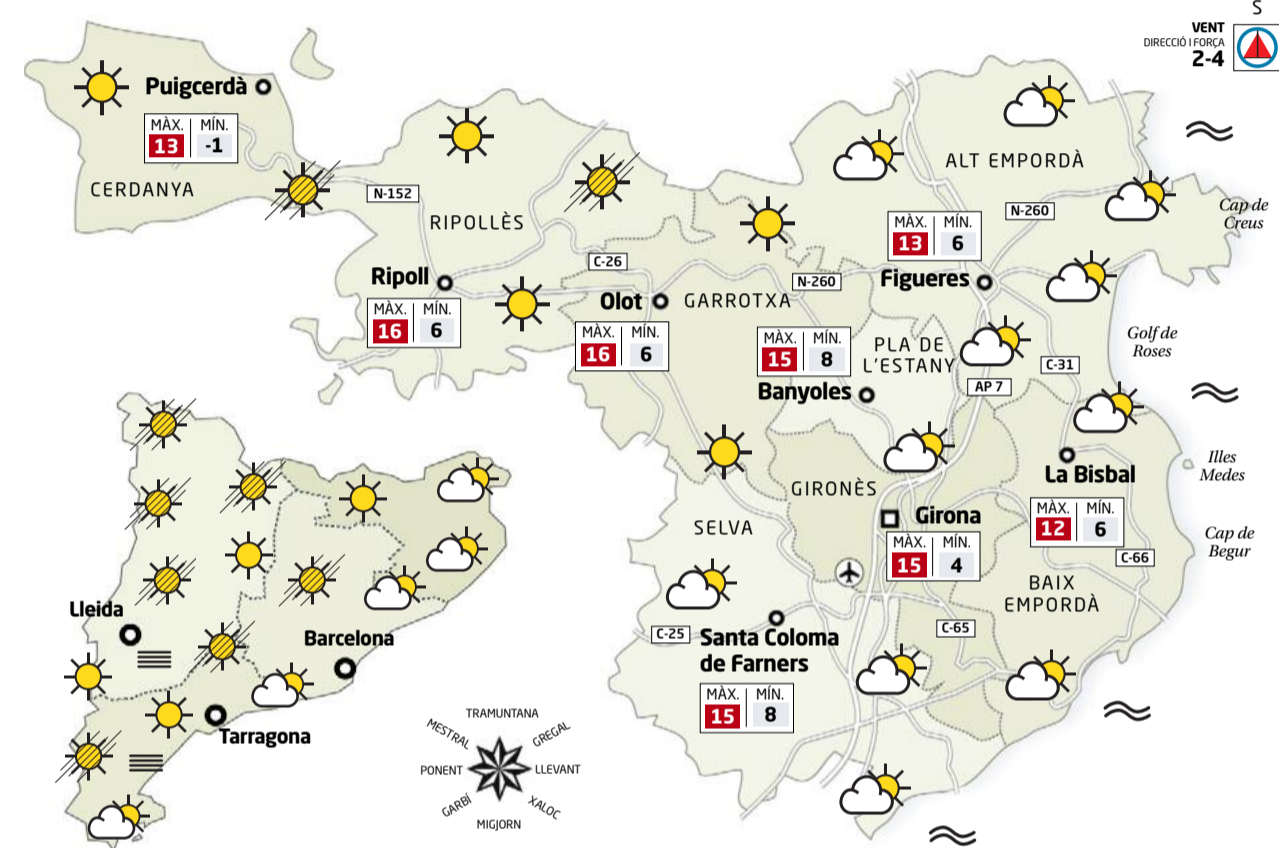 S
VENT
DIRECCIÓ I FORÇA
2-4
Puigcerdà
MÀX. MÍN.
13 -1
CERDANYA
N-152
RIPOLLÈS
ALT EMPORDÀ
N-260
Cap de
Creus
MÀX. MÍN.
13 6
Figueres
Ripoll
MÀX. MÍN.
16 6
C-26
Olot
GARROTXA
MÀX. MÍN.
16 6
N-260
MÀX. MÍN.
15 8
Banyoles
PLA DE
L'ESTANY
AP 7
C-31
Golf de
Roses
La Bisbal
MÀX. MÍN.
12 6
Illes
Medes
Cap de
Begur
C-66
GIRONÈS
Girona
MÀX. MÍN.
15 4
SELVA
BAIX
EMPORDÀ
C-25
C-65
Santa Coloma
de Farners
MÀX. MÍN.
15 8
Lleida
Barcelona
Tarragona
TRAMUNTANA
MESTRAL
GREGAL
PONENT
LLEVANT
GARBÍ
XALOC
MIGJORN